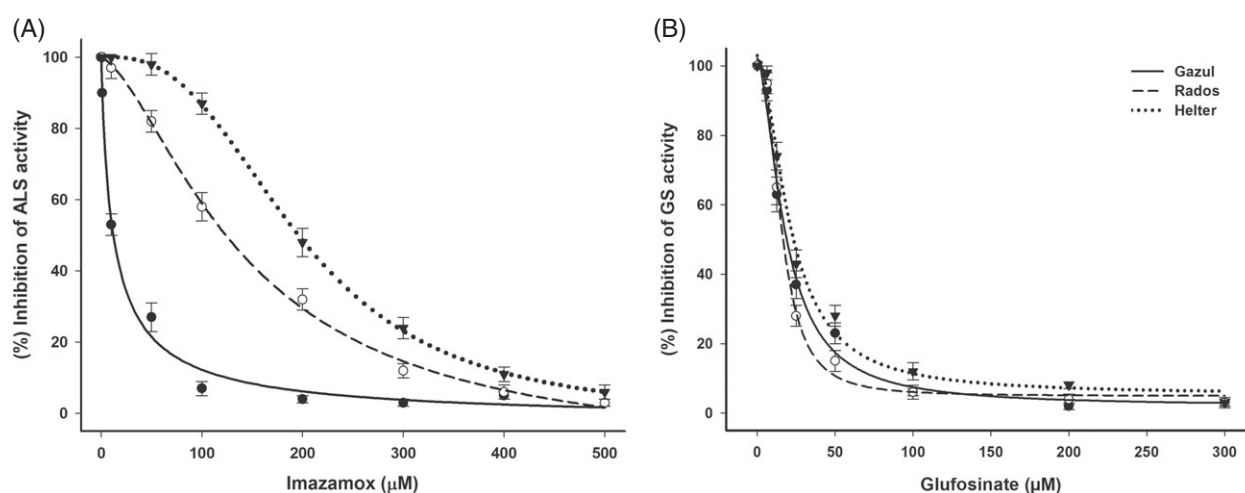 (A)
(%) Inhibition of ALS activity
100
80
60
40
20
0
0 100 200 300 400 500
Imazamox (µM)
(B)
(%) Inhibition of GS activity
100
80
60
40
20
0
0 50 100 150 200 250 300
Glufosinate (µM)
Gazul
Rados
Helter